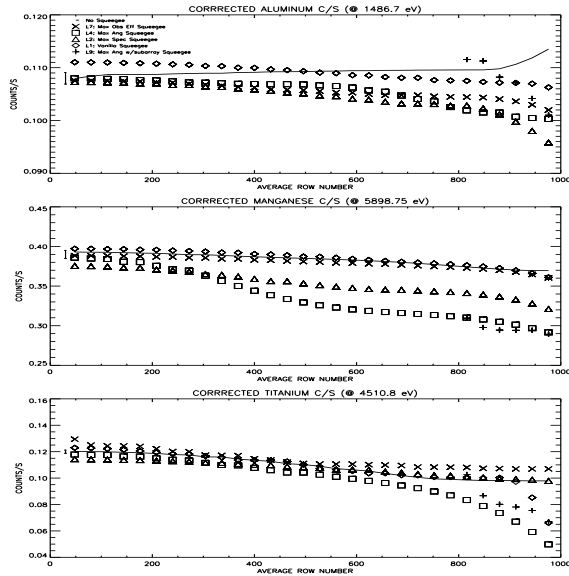 CORRRECTED ALUMINUM C/S (@ 1486.7 eV)
0.120
No Squeegee
L7: Max Obs Eff Squeegee
L4: Max Ang Squeegee
L2: Max Spec Squeegee
L1: Vanilla Squeegee
L9: Max Ang w/subarray Squeegee
0.110
COUNTS/S
0.100
0.090
0 200 400 600 800 1000
AVERAGE ROW NUMBER
CORRRECTED MANGANESE C/S (@ 5898.75 eV)
0.45
0.40
COUNTS/S
0.35
0.30
0.25
0 200 400 600 800 1000
AVERAGE ROW NUMBER
CORRRECTED TITANIUM C/S (@ 4510.8 eV)
0.16
0.14
0.12
COUNTS/S
0.10
0.08
0.06
0.04
0 200 400 600 800 1000
AVERAGE ROW NUMBER